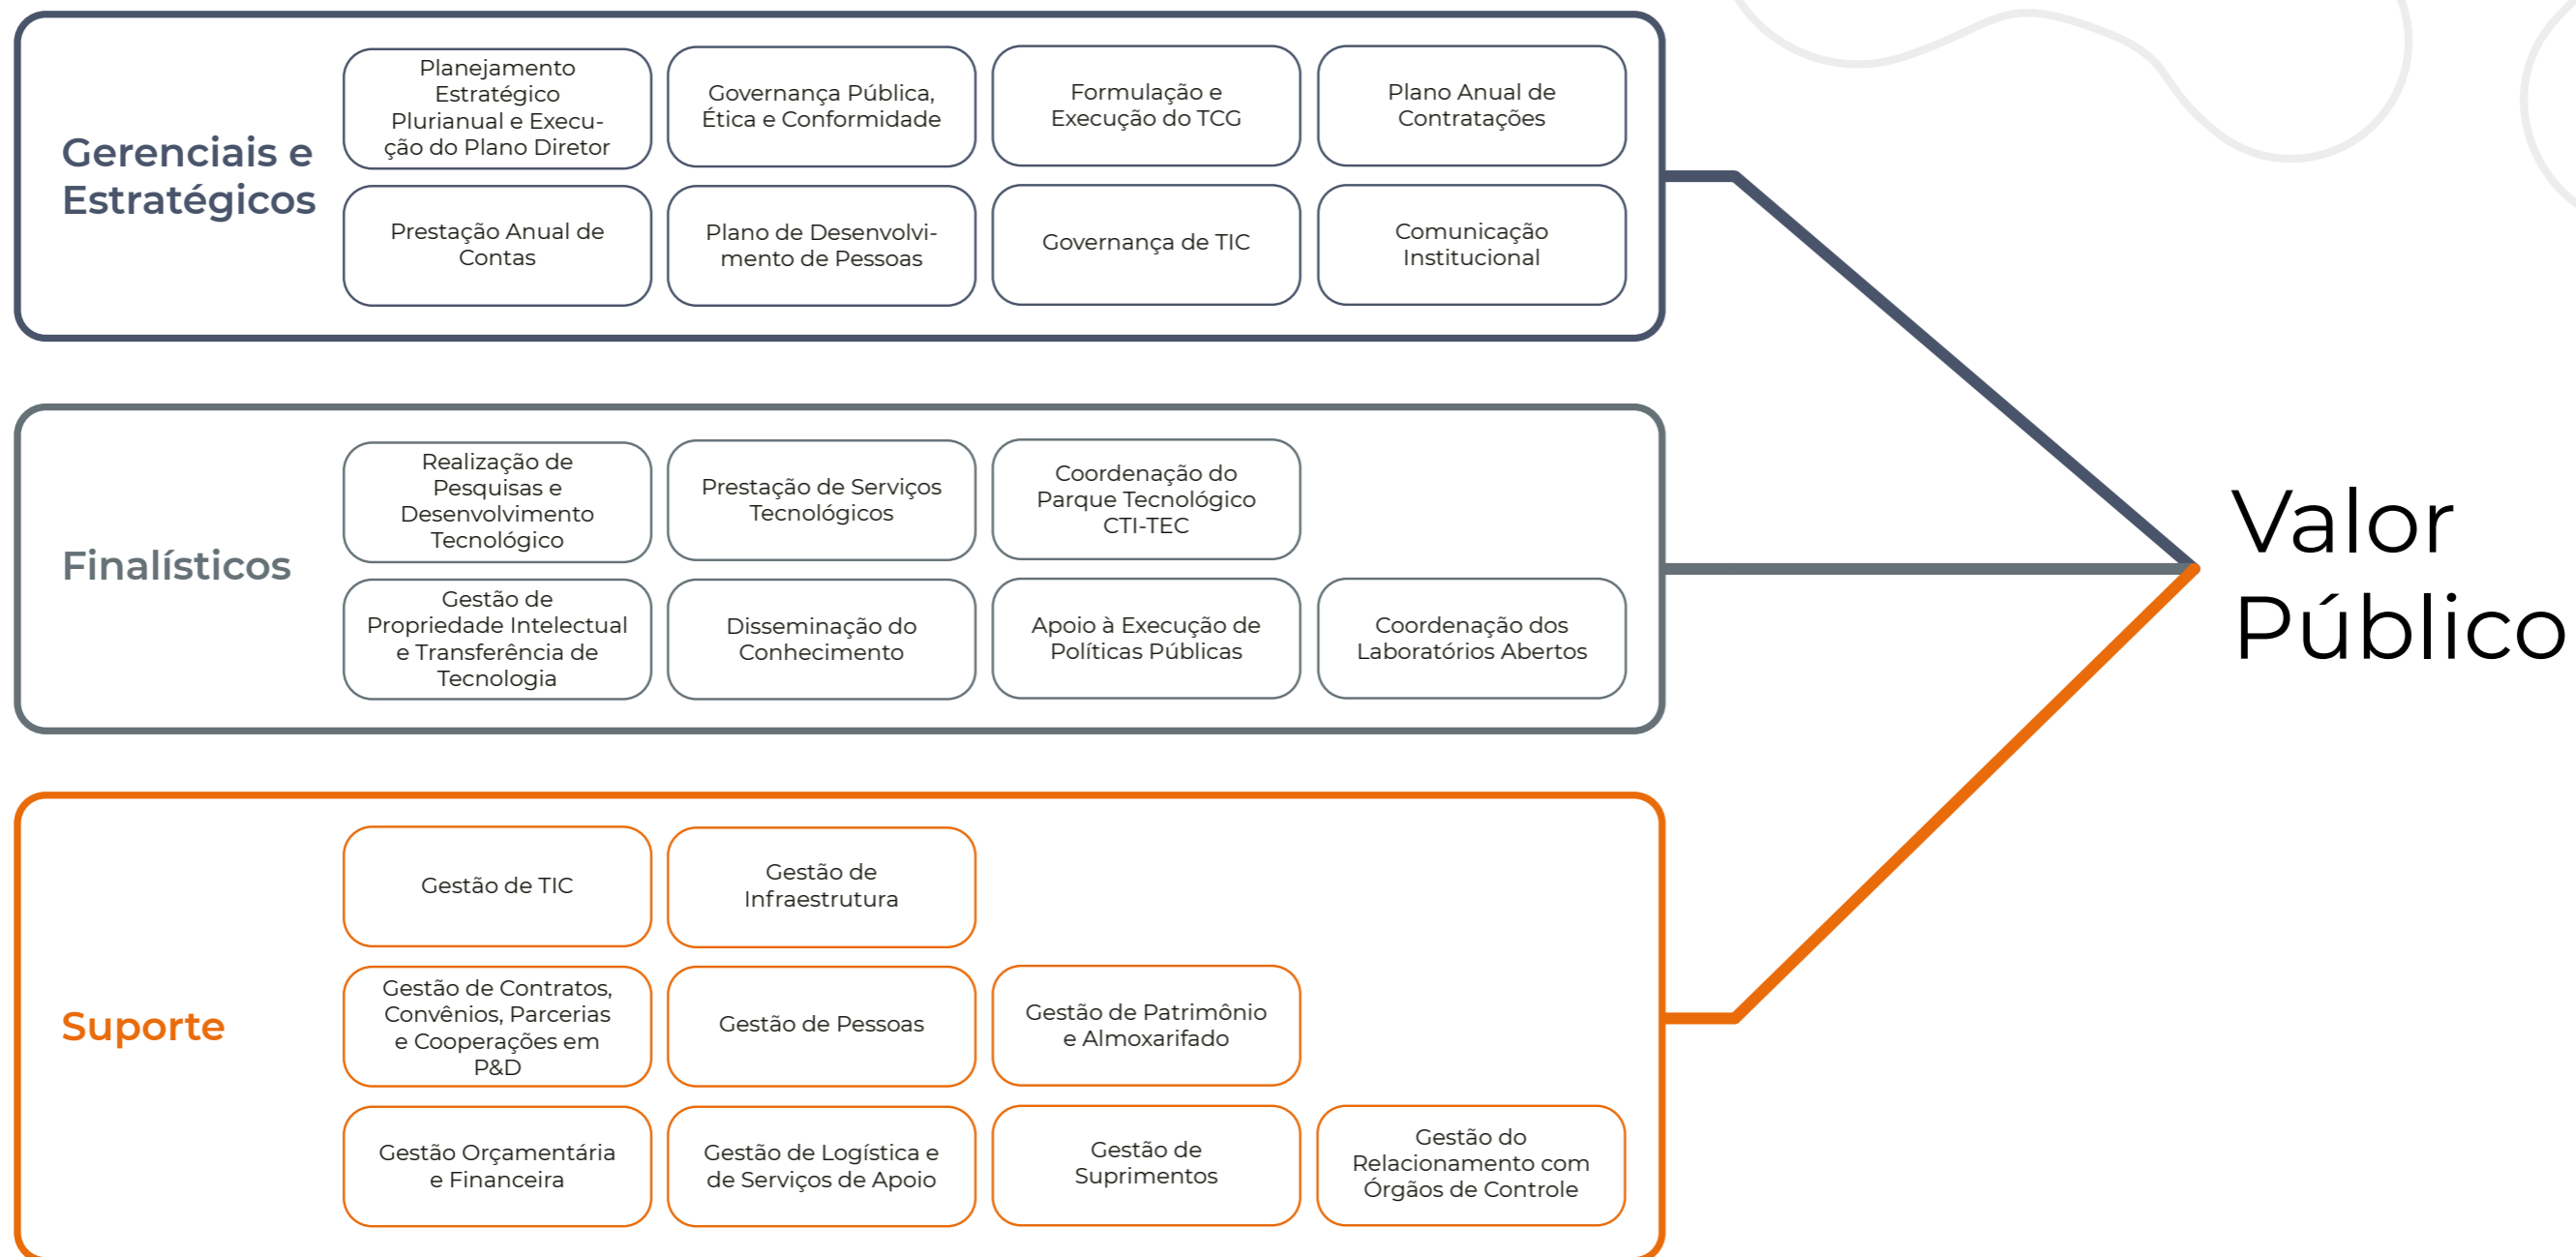 Gerenciais e
Estratégicos
Planejamento
Estratégico
Plurianual e Execu-
ção do Plano Diretor
Governança Pública,
Ética e Conformidade
Formulação e
Execução do TCG
Plano Anual de
Contratações
Prestação Anual de
Contas
Plano de Desenvolvi-
mento de Pessoas
Governança de TIC
Comunicação
Institucional
Finalísticos
Realização de
Pesquisas e
Desenvolvimento
Tecnológico
Prestação de Serviços
Tecnológicos
Coordenação do
Parque Tecnológico
CTI-TEC
Gestão de
Propriedade Intelectual
e Transferência de
Tecnologia
Disseminação do
Conhecimento
Apoio à Execução de
Políticas Públicas
Coordenação dos
Laboratórios Abertos
Suporte
Gestão de TIC
Gestão de
Infraestrutura
Gestão de Contratos,
Convênios, Parcerias
e Cooperações em
P&D
Gestão de Pessoas
Gestão de Patrimônio
e Almoxarifado
Gestão Orçamentária
e Financeira
Gestão de Logística e
de Serviços de Apoio
Gestão de
Suprimentos
Gestão do
Relacionamento com
Órgãos de Controle
Valor
Público